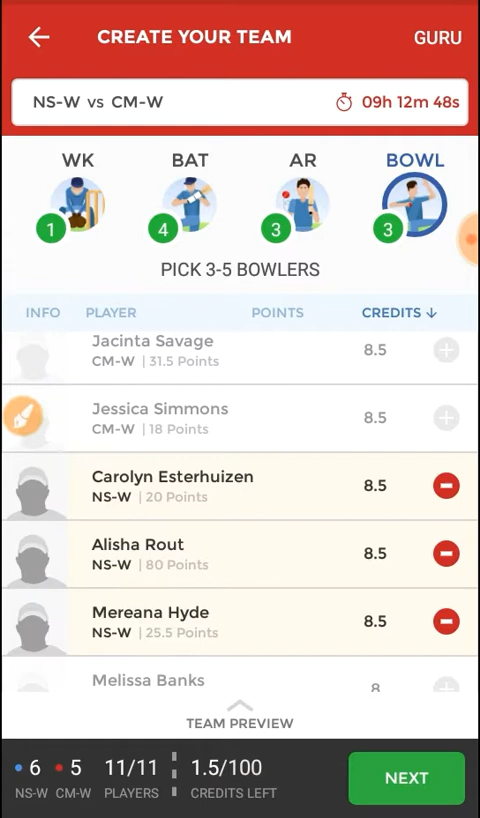 CREATE YOUR TEAM GURU
NS-W vs CM-W 09h 12m 48s
WK BAT AR BOWL
1 4 3 3
PICK 3-5 BOWLERS
INFO PLAYER POINTS CREDITS ↓
Jacinta Savage 8.5
CM-W | 31.5 Points
Jessica Simmons 8.5
CM-W | 18 Points
Carolyn Esterhuizen 8.5
NS-W | 20 Points
Alisha Rout 8.5
NS-W | 80 Points
Mereana Hyde 8.5
NS-W | 25.5 Points
Melissa Banks 8
TEAM PREVIEW
6 5 11/11 1.5/100
NS-W CM-W PLAYERS CREDITS LEFT
NEXT